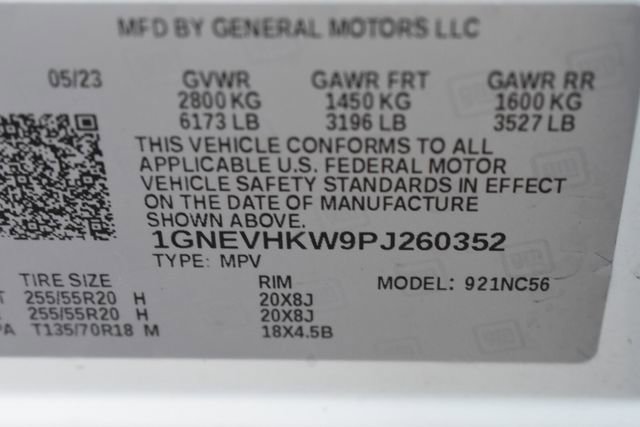 MFD BY GENERAL MOTORS LLC
05/23 GVWR GAWR FRT GAWR RR
2800 KG 1450 KG 1600 KG
6173 LB 3196 LB 3527 LB
THIS VEHICLE CONFORMS TO ALL
APPLICABLE U.S. FEDERAL MOTOR
VEHICLE SAFETY STANDARDS IN EFFECT
ON THE DATE OF MANUFACTURE
SHOWN ABOVE.
1GNEVHKW9PJ260352
TYPE: MPV
TIRE SIZE RIM MODEL: 921NC56
T 255/55R20 H 20X8J
255/55R20 H 20X8J
PA T135/70R18 M 18X4.5B